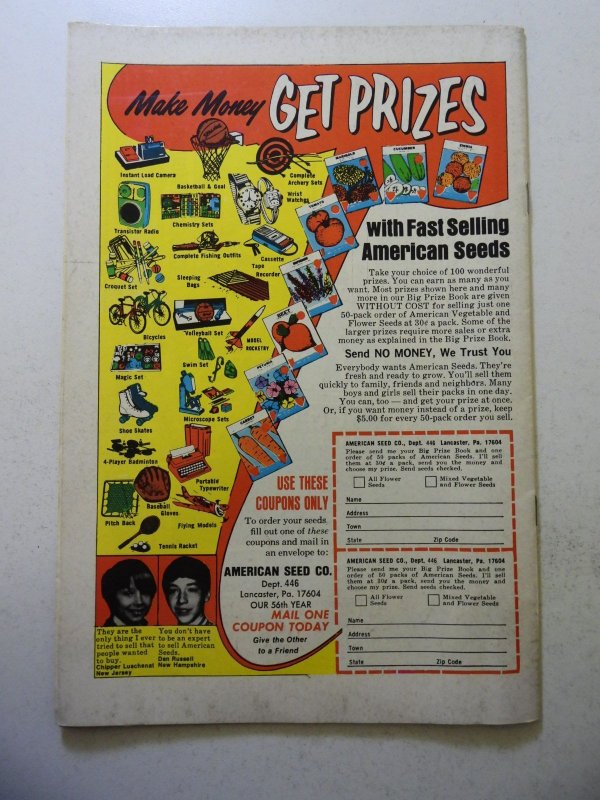 Make Money GET PRIZES
Instant Load Camera
Basketball & Goal
Complete
Archery Sets
Wrist
Watches
Transistor Radio
Chemistry Sets
Complete Fishing Outfits
Cassette
Tape
Recorder
Croquet Set
Sleeping
Bags
Bicycles
Volleyball Set
MODEL
ROCKETRY
Magic Set
Swim Set
Shoe Skates
Microscope Sets
4-Player Badminton
Portable
Typewriter
Baseball
Gloves
Pitch Back
Flying Models
Tennis Racket
MARIGOLD
CUCUMBER
ZINNIA
TOMATO
BEET
PETUNIA
CARROT
with Fast Selling
American Seeds
Take your choice of 100 wonderful
prizes. You can earn as many as you
want. Most prizes shown here and many
more in our Big Prize Book are given
WITHOUT COST for selling just one
50-pack order of American Vegetable and
Flower Seeds at 30¢ a pack. Some of the
larger prizes require more sales or extra
money as explained in the Big Prize Book.
Send NO MONEY, We Trust You
Everybody wants American Seeds. They're
fresh and ready to grow. You'll sell them
quickly to family, friends and neighbors. Many
boys and girls sell their packs in one day.
You can, too — and get your prize at once.
Or, if you want money instead of a prize, keep
$5.00 for every 50-pack order you sell.
USE THESE
COUPONS ONLY
To order your seeds
fill out one of these
coupons and mail in
an envelope to:
AMERICAN SEED CO.
Dept. 446
Lancaster, Pa. 17604
OUR 56th YEAR
MAIL ONE
COUPON TODAY
Give the Other
to a Friend
They are the
only thing I ever
tried to sell that
people wanted
to buy.
Chipper Luschenat
New Jersey
You don't have
to be an expert
to sell American
Seeds.
Dan Russell
New Hampshire
AMERICAN SEED CO., Dept. 446 Lancaster, Pa. 17604
Please send me your Big Prize Book and one
order of 50 packs of American Seeds. I'll sell
them at 30¢ a pack, send you the money and
choose my prize. Send seeds checked.
All Flower
Seeds
Mixed Vegetable
and Flower Seeds
Name
Address
Town
State Zip Code
AMERICAN SEED CO., Dept. 446 Lancaster, Pa. 17604
Please send me your Big Prize Book and one
order of 50 packs of American Seeds. I'll sell
them at 30¢ a pack, send you the money and
choose my prize. Send seeds checked.
All Flower
Seeds
Mixed Vegetable
and Flower Seeds
Name
Address
Town
State Zip Code